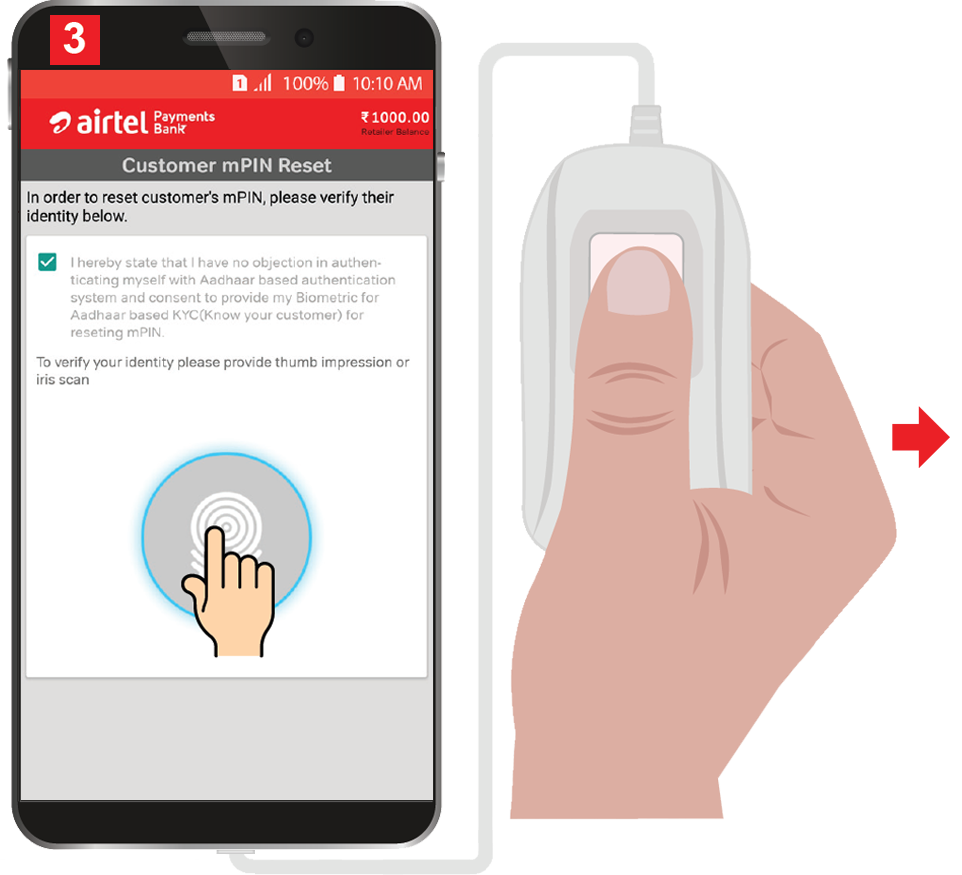 3
1 100% 10:10 AM
airtel Payments Bank
₹1000.00
Retailer Balance
Customer mPIN Reset
In order to reset customer's mPIN, please verify their
identity below.
I hereby state that I have no objection in authen-
ticating myself with Aadhaar based authentication
system and consent to provide my Biometric for
Aadhaar based KYC(Know your customer) for
reseting mPIN.
To verify your identity please provide thumb impression or
iris scan